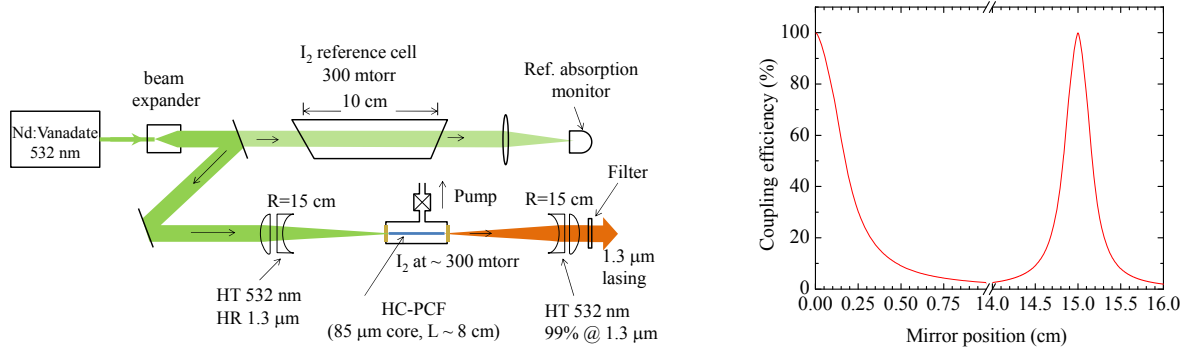 I₂ reference cell
300 mtorr
10 cm
beam
expander
Ref. absorption
monitor
Nd:Vanadate
532 nm
R=15 cm
Pump
R=15 cm
Filter
I₂ at ~ 300 mtorr
1.3 μm
lasing
HT 532 nm
HR 1.3 μm
HC-PCF
(85 μm core, L ~ 8 cm)
HT 532 nm
99% @ 1.3 μm
Coupling efficiency (%)
100
80
60
40
20
0
0.00
0.25
0.50
0.75
14.0
14.5
15.0
15.5
16.0
Mirror position (cm)